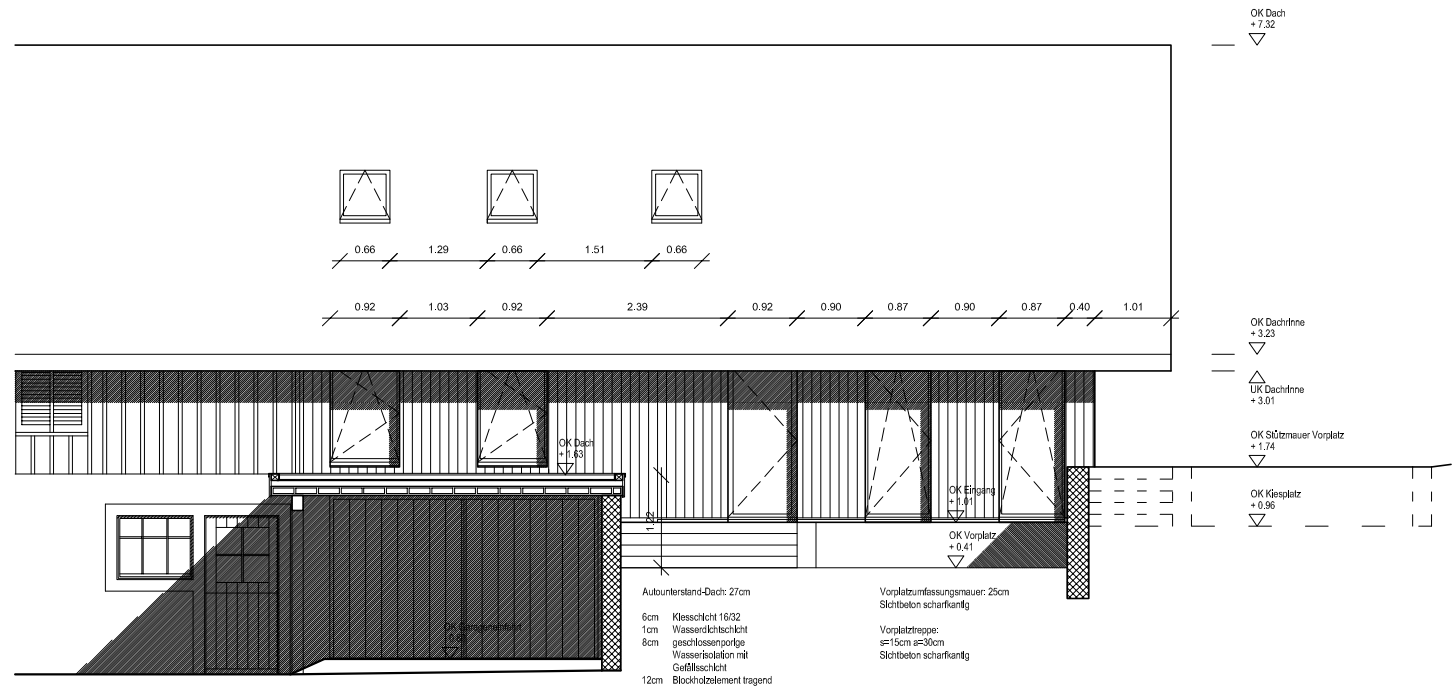 OK Dach
+ 7.32
0.66 1.29 0.66 1.51 0.66
0.92 1.03 0.92 2.39 0.92 0.90 0.87 0.90 0.87 0.40 1.01
OK Dachrinne
+ 3.23
UK Dachrinne
+ 3.01
OK Stützmauer Vorplatz
+ 1.74
OK Dach
+ 1.63
OK Eingang
+ 1.01
OK Kiesplatz
+ 0.96
1.22
OK Vorplatz
+ 0.41
OK Garageneinfahrt
Autounterstand-Dach: 27cm
6cm Kiesschicht 16/32
1cm Wasserdichtschicht
8cm geschlossenporige
Wasserisolation mit
Gefällsschicht
12cm Blockholzelement tragend
Vorplatzumfassungsmauer: 25cm
Sichtbeton scharfkantig
Vorplatztreppe:
s=15cm a=30cm
Sichtbeton scharfkantig